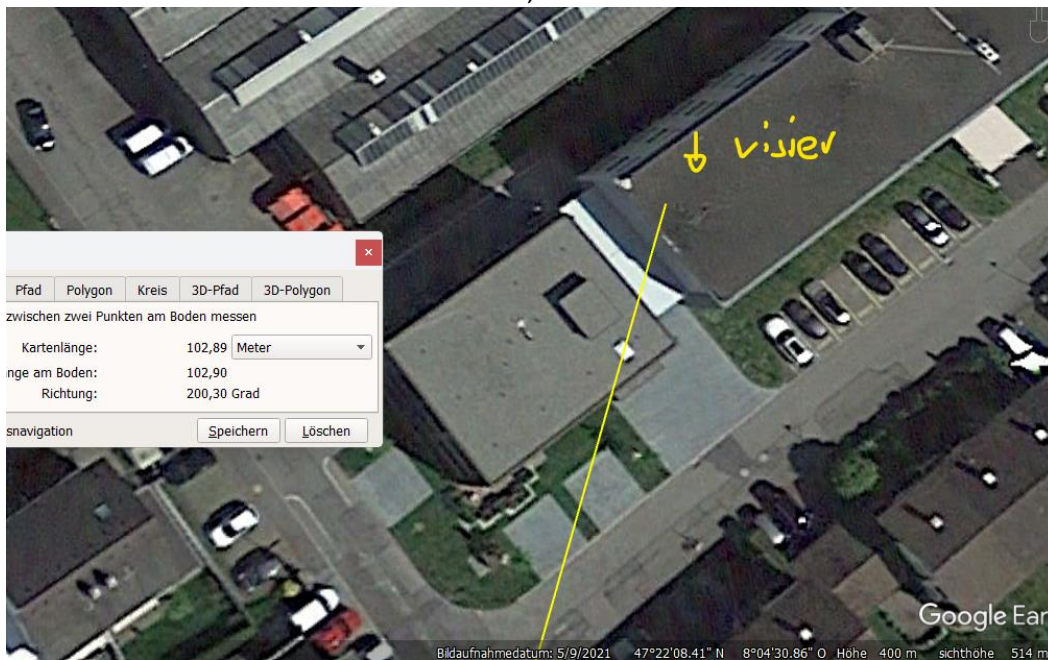 ↓ visier
Pfad Polygon Kreis 3D-Pfad 3D-Polygon
zwischen zwei Punkten am Boden messen
Kartenlänge: 102,89 Meter
nge am Boden: 102,90
Richtung: 200,30 Grad
snavigation Speichern Löschen
Google Ear
Bildaufnahmedatum: 5/9/2021 47°22'08.41" N 8°04'30.86" O Höhe 400 m sichthöhe 514 m